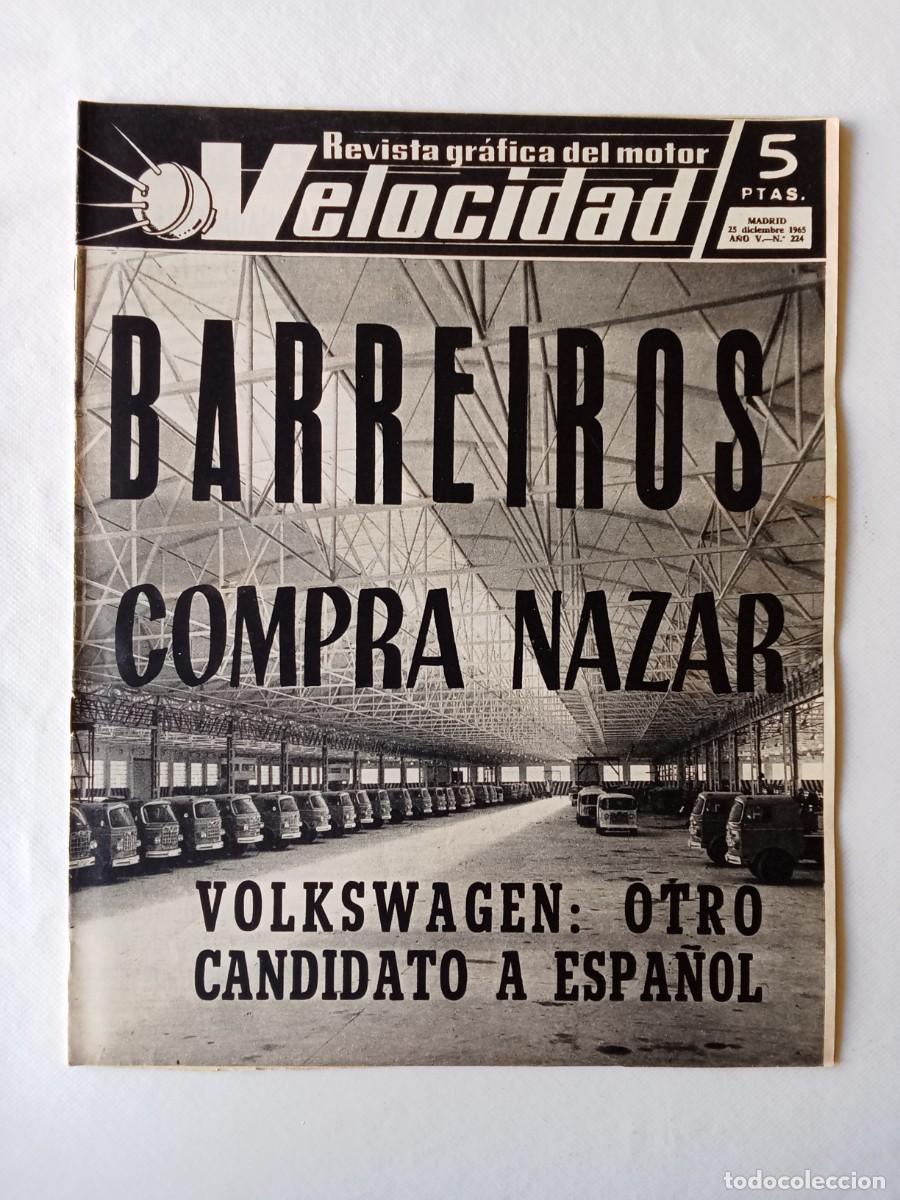 Revista gráfica del motor
Velocidad
5
PTAS.
MADRID
25 diciembre 1965
AÑO V.—N.º 224
BARREIROS
COMPRA NAZAR
VOLKSWAGEN: OTRO
CANDIDATO A ESPAÑOL
todocoleccion